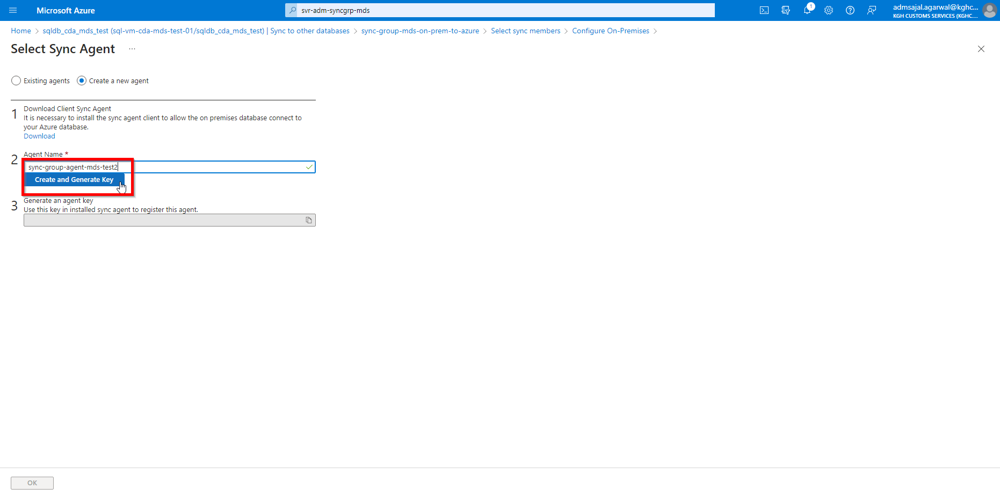 Microsoft Azure
svr-adm-syncgrp-mds
1
admsajal.agarwal@kghc...
KGH CUSTOMS SERVICES (KGHC....
Home > sqldb_cda_mds_test (sql-vm-cda-mds-test-01/sqldb_cda_mds_test) | Sync to other databases > sync-group-mds-on-prem-to-azure > Select sync members > Configure On-Premises >
Select Sync Agent ...
Existing agents
Create a new agent
1
Download Client Sync Agent
It is necessary to install the sync agent client to allow the on premises database connect to
your Azure database.
Download
2
Agent Name *
sync-group-agent-mds-test2
Create and Generate Key
3
Generate an agent key
Use this key in installed sync agent to register this agent.
OK